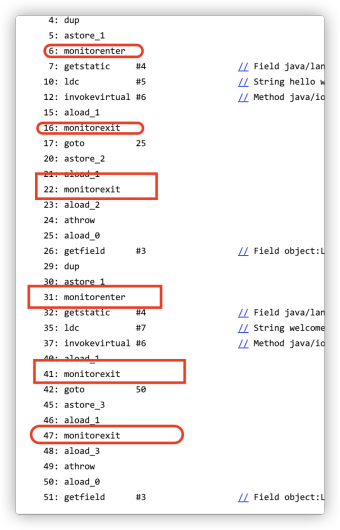 4: dup
5: astore_1
6: monitorenter
7: getstatic #4 // Field java/lan
10: ldc #5 // String hello w
12: invokevirtual #6 // Method java/io
15: aload_1
16: monitorexit
17: goto 25
20: astore_2
21: aload_1
22: monitorexit
23: aload_2
24: athrow
25: aload_0
26: getfield #3 // Field object:L
29: dup
30: astore_1
31: monitorenter
32: getstatic #4 // Field java/lan
35: ldc #7 // String welcome
37: invokevirtual #6 // Method java/io
40: aload_1
41: monitorexit
42: goto 50
45: astore_3
46: aload_1
47: monitorexit
48: aload_3
49: athrow
50: aload_0
51: getfield #3 // Field object:L